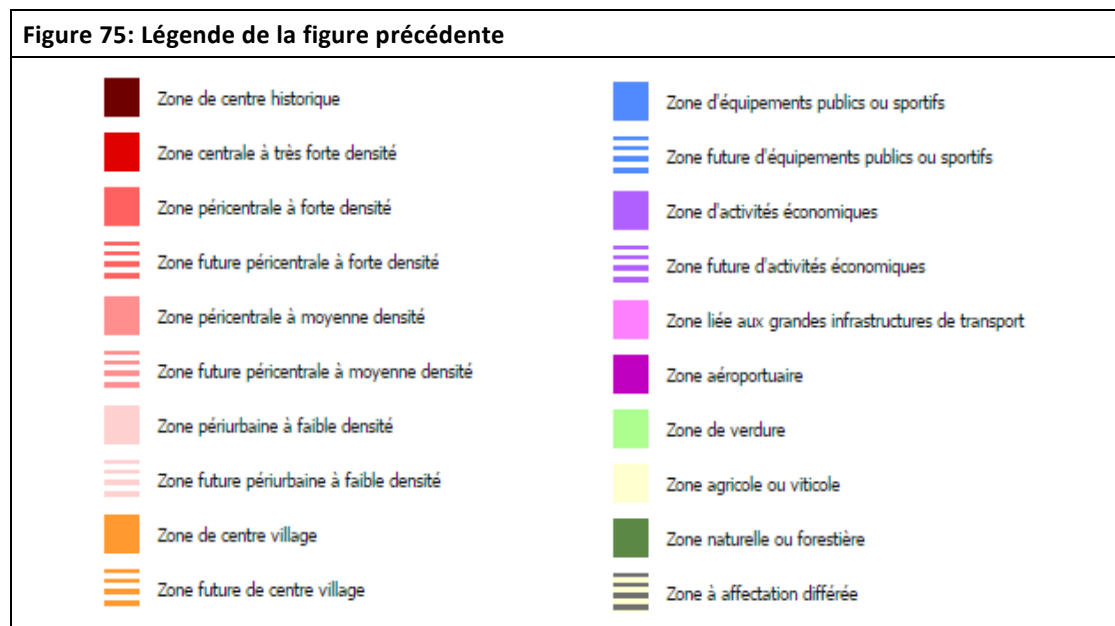 Figure 75: Légende de la figure précédente
Zone de centre historique
Zone centrale à très forte densité
Zone péricentrale à forte densité
Zone future péricentrale à forte densité
Zone péricentrale à moyenne densité
Zone future péricentrale à moyenne densité
Zone périurbaine à faible densité
Zone future périurbaine à faible densité
Zone de centre village
Zone future de centre village
Zone d'équipements publics ou sportifs
Zone future d'équipements publics ou sportifs
Zone d'activités économiques
Zone future d'activités économiques
Zone liée aux grandes infrastructures de transport
Zone aéroportuaire
Zone de verdure
Zone agricole ou viticole
Zone naturelle ou forestière
Zone à affectation différée